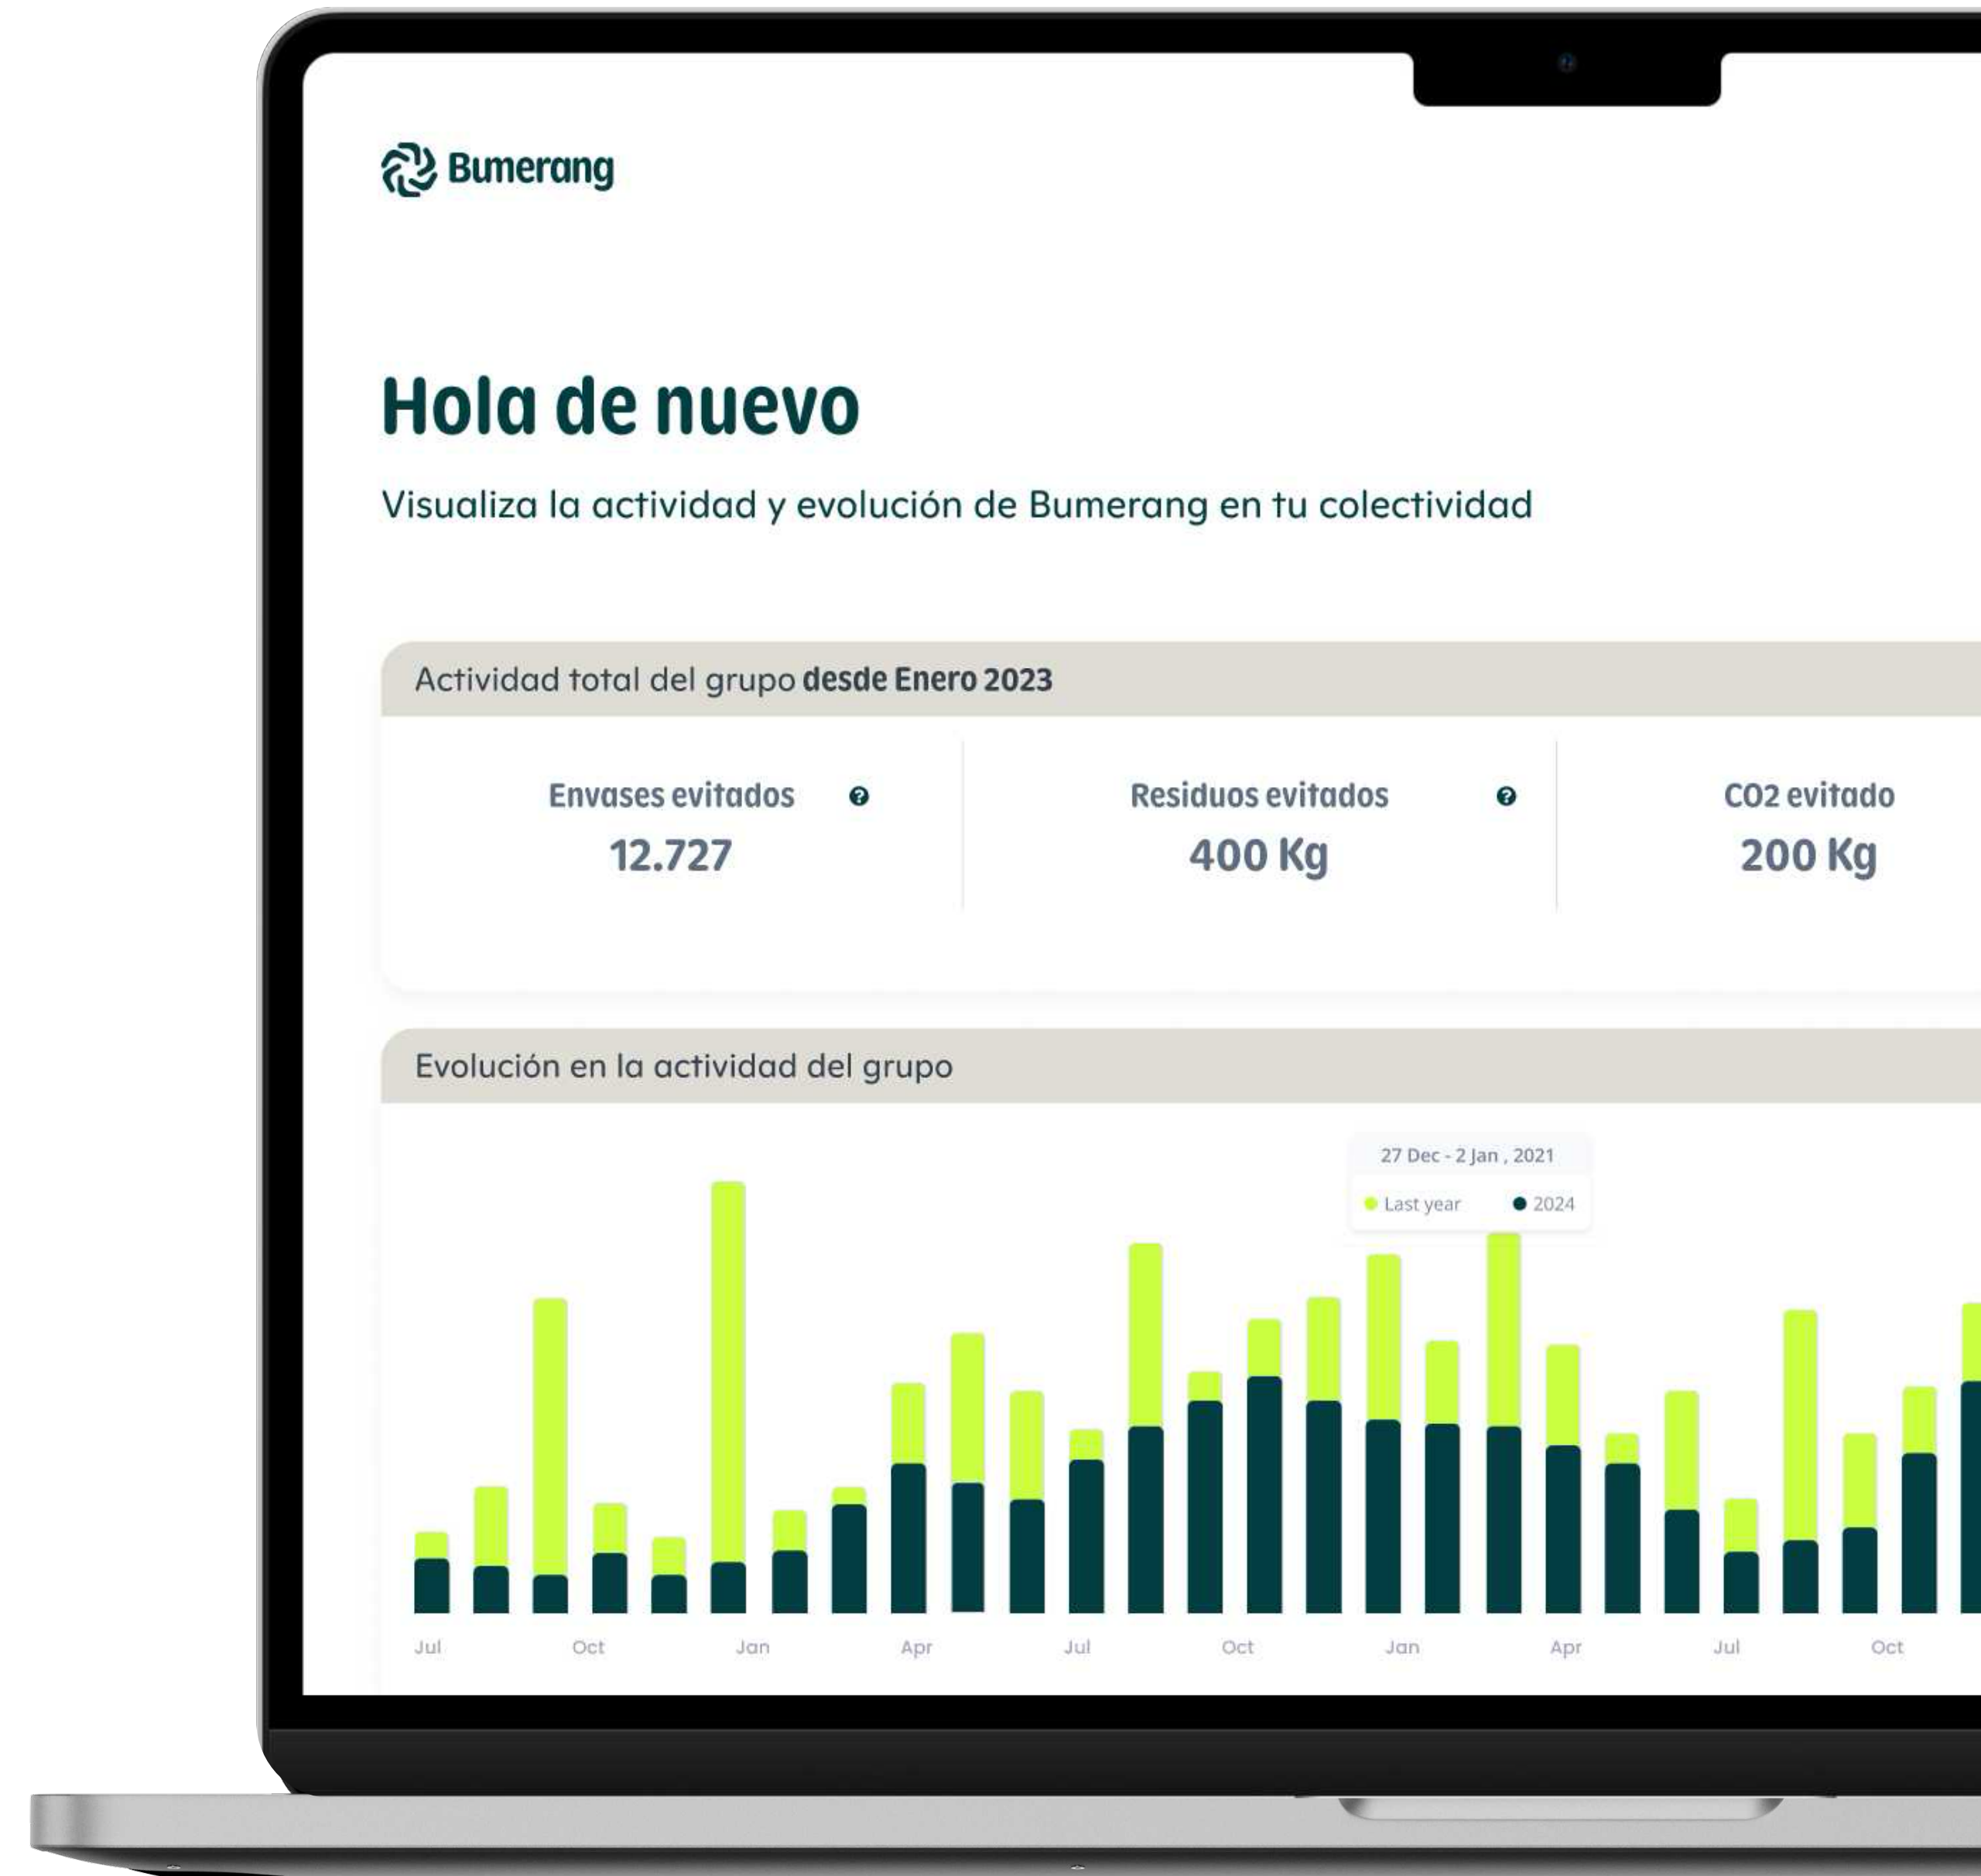 Bumerang
Hola de nuevo
Visualiza la actividad y evolución de Bumerang en tu colectividad
Actividad total del grupo desde Enero 2023
Envases evitados ?
Residuos evitados ?
CO2 evitado
12.727
400 Kg
200 Kg
Evolución en la actividad del grupo
27 Dec - 2 Jan , 2021
Last year 2024
Jul Oct Jan Apr Jul Oct Jan Apr Jul Oct